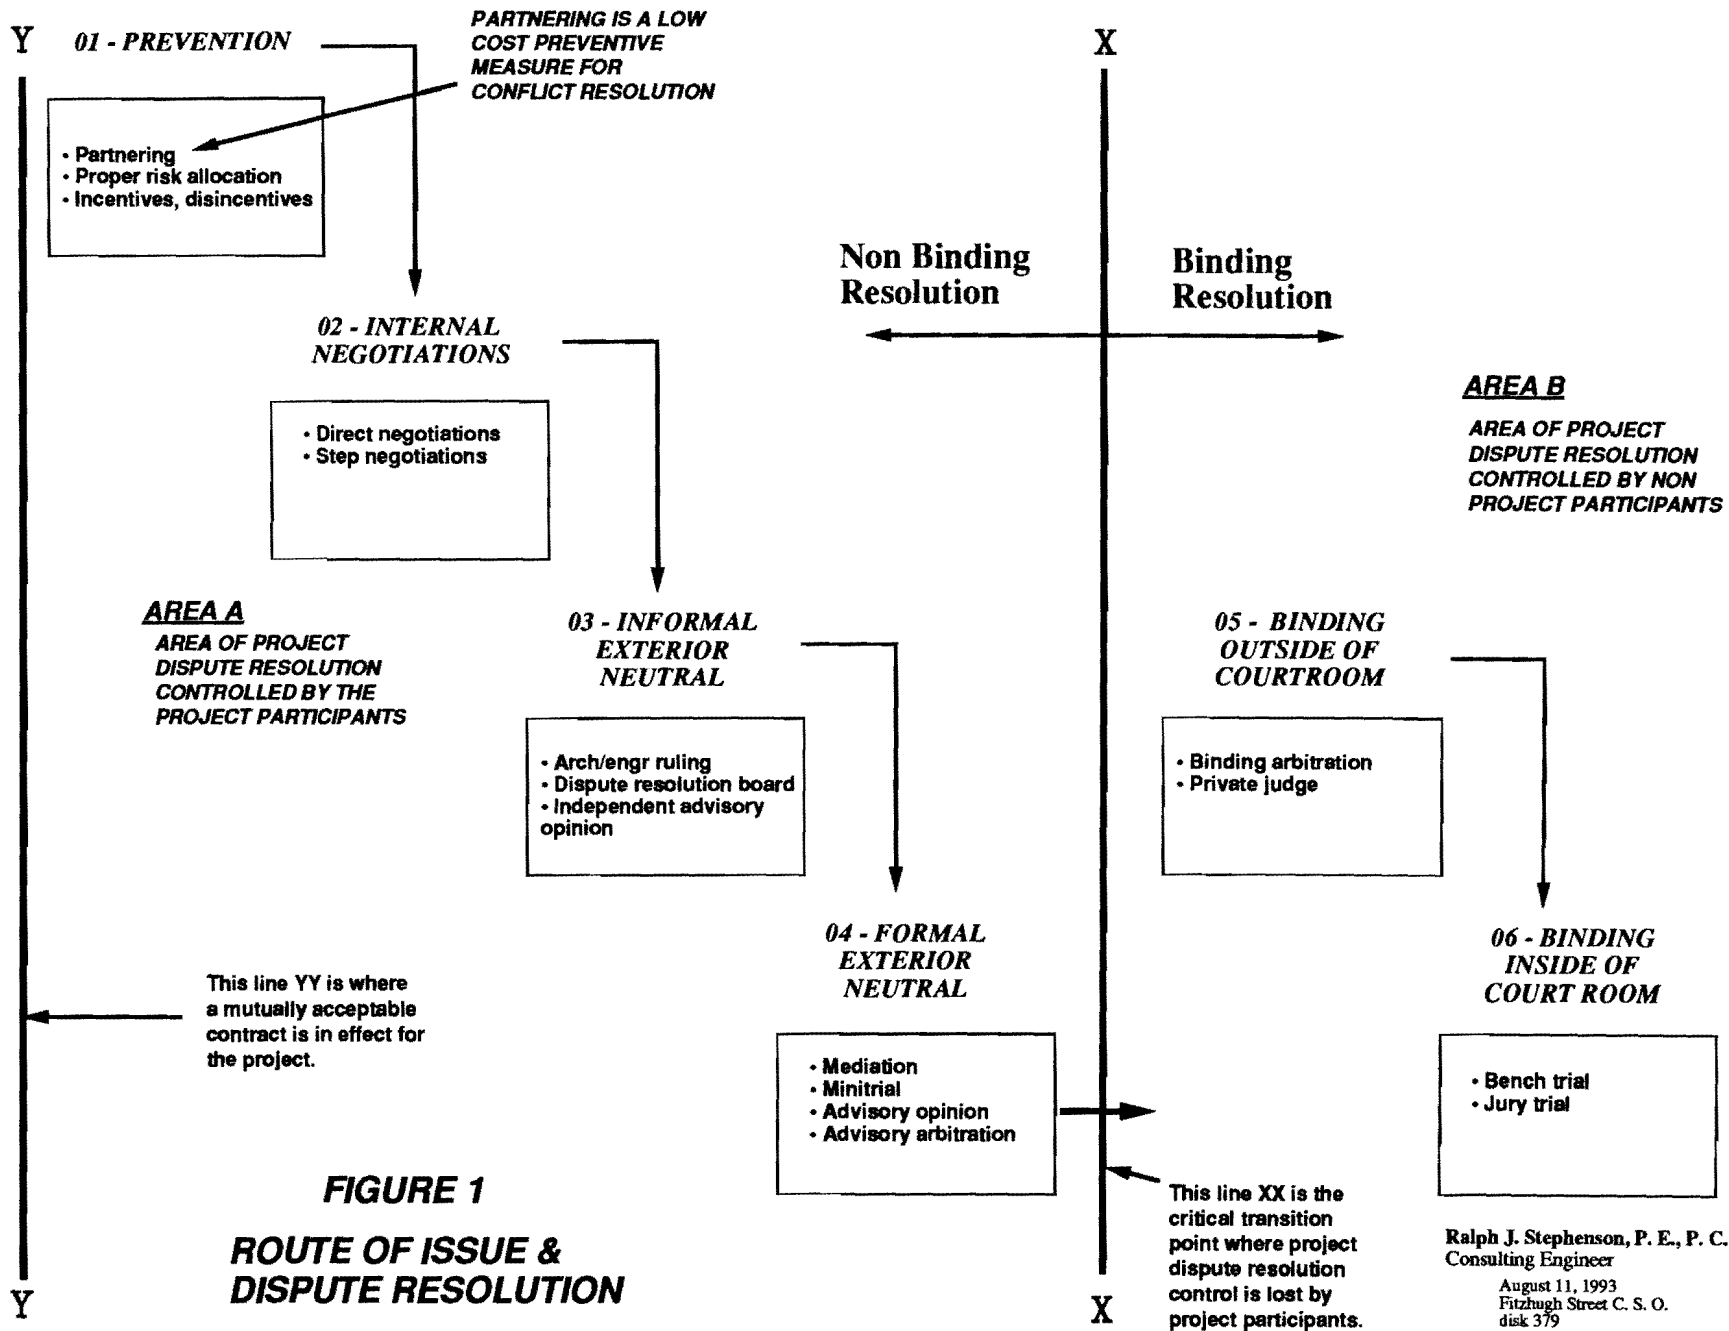 Y
01 - PREVENTION
PARTNERING IS A LOW
COST PREVENTIVE
MEASURE FOR
CONFLICT RESOLUTION
X
• Partnering
• Proper risk allocation
• Incentives, disincentives
Non Binding
Resolution
Binding
Resolution
02 - INTERNAL
NEGOTIATIONS
• Direct negotiations
• Step negotiations
AREA B
AREA OF PROJECT
DISPUTE RESOLUTION
CONTROLLED BY NON
PROJECT PARTICIPANTS
AREA A
AREA OF PROJECT
DISPUTE RESOLUTION
CONTROLLED BY THE
PROJECT PARTICIPANTS
03 - INFORMAL
EXTERIOR
NEUTRAL
• Arch/engr ruling
• Dispute resolution board
• Independent advisory
opinion
05 - BINDING
OUTSIDE OF
COURTROOM
• Binding arbitration
• Private judge
04 - FORMAL
EXTERIOR
NEUTRAL
• Mediation
• Minitrial
• Advisory opinion
• Advisory arbitration
06 - BINDING
INSIDE OF
COURT ROOM
• Bench trial
• Jury trial
This line YY is where
a mutually acceptable
contract is in effect for
the project.
FIGURE 1
ROUTE OF ISSUE &
DISPUTE RESOLUTION
Y
This line XX is the
critical transition
point where project
dispute resolution
control is lost by
project participants.
X
Ralph J. Stephenson, P. E., P. C.
Consulting Engineer
August 11, 1993
Fitzhugh Street C. S. O.
disk 379